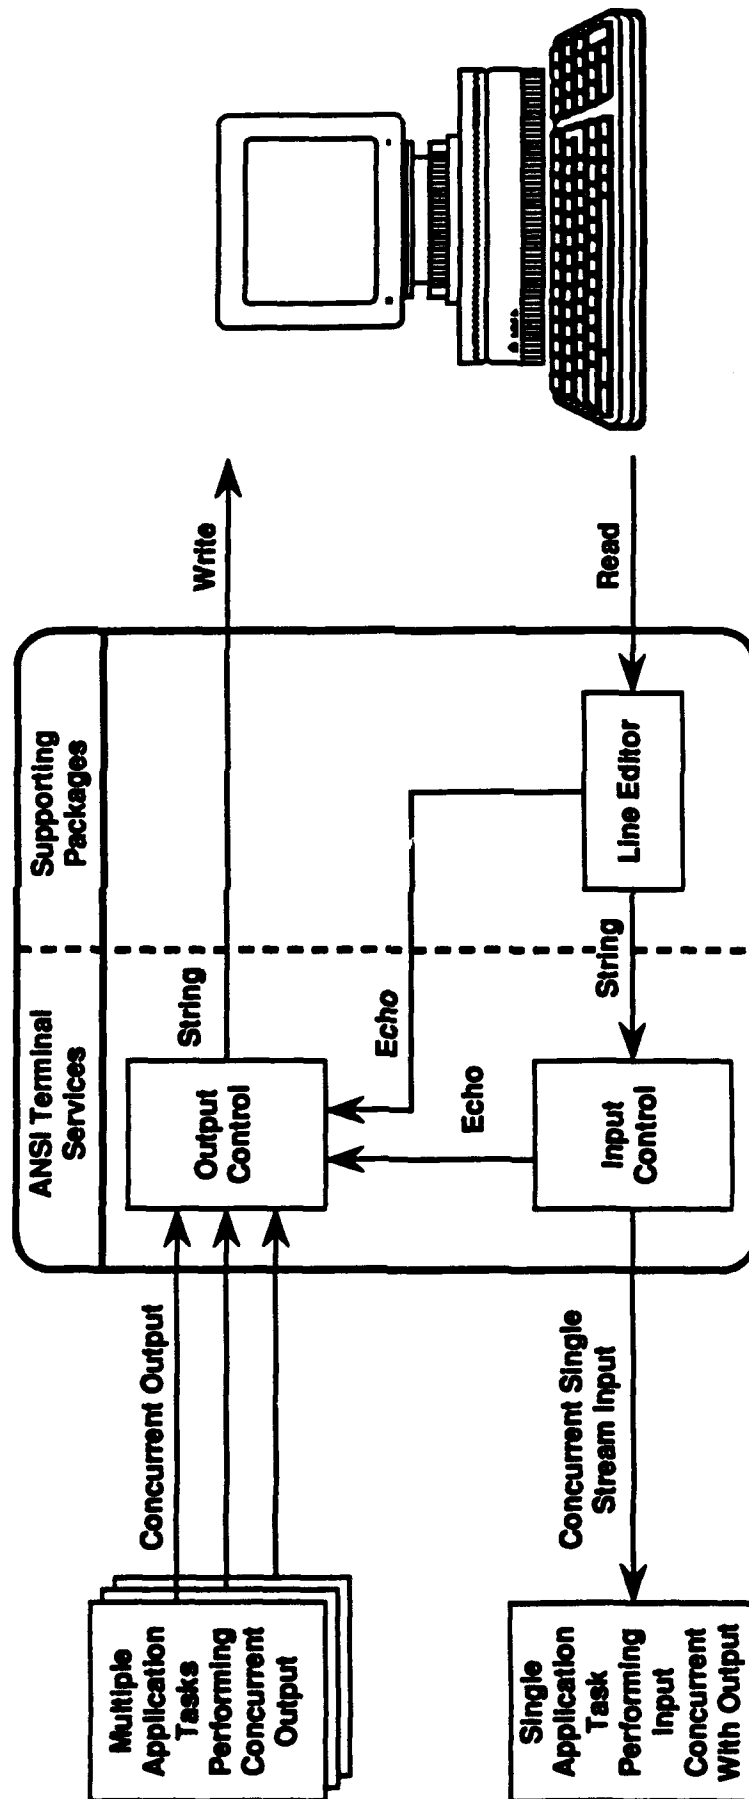 ANSI Terminal
Services
Supporting
Packages
Multiple
Application
Tasks
Performing
Concurrent
Output
Concurrent Output
Output
Control
String
Write
Echo
Echo
Single
Application
Task
Performing
Input
Concurrent
With Output
Concurrent Single
Stream Input
Input
Control
String
Line Editor
Read